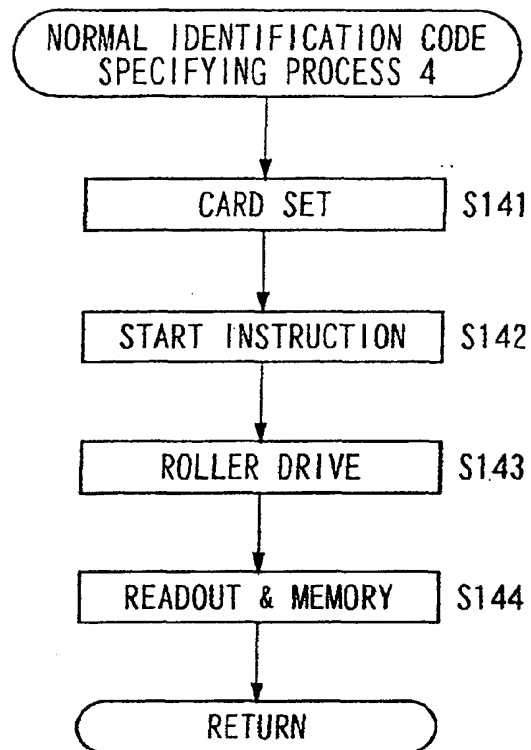 NORMAL IDENTIFICATION CODE
SPECIFYING PROCESS 4
CARD SET S141
START INSTRUCTION S142
ROLLER DRIVE S143
READOUT & MEMORY S144
RETURN